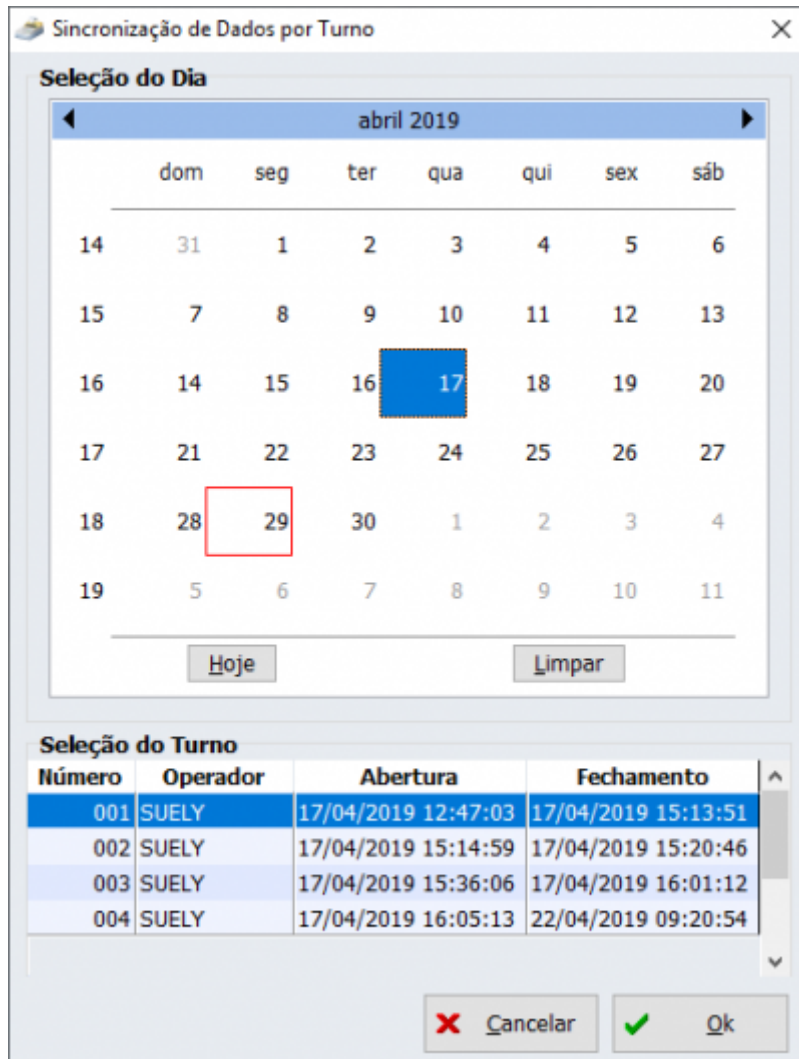 Sincronização de Dados por Turno
Seleção do Dia
abril 2019
dom seg ter qua qui sex sáb
14 31 1 2 3 4 5 6
15 7 8 9 10 11 12 13
16 14 15 16 17 18 19 20
17 21 22 23 24 25 26 27
18 28 29 30 1 2 3 4
19 5 6 7 8 9 10 11
Hoje Limpar
Seleção do Turno
Número Operador Abertura Fechamento
001 SUELY 17/04/2019 12:47:03 17/04/2019 15:13:51
002 SUELY 17/04/2019 15:14:59 17/04/2019 15:20:46
003 SUELY 17/04/2019 15:36:06 17/04/2019 16:01:12
004 SUELY 17/04/2019 16:05:13 22/04/2019 09:20:54
Cancelar Ok